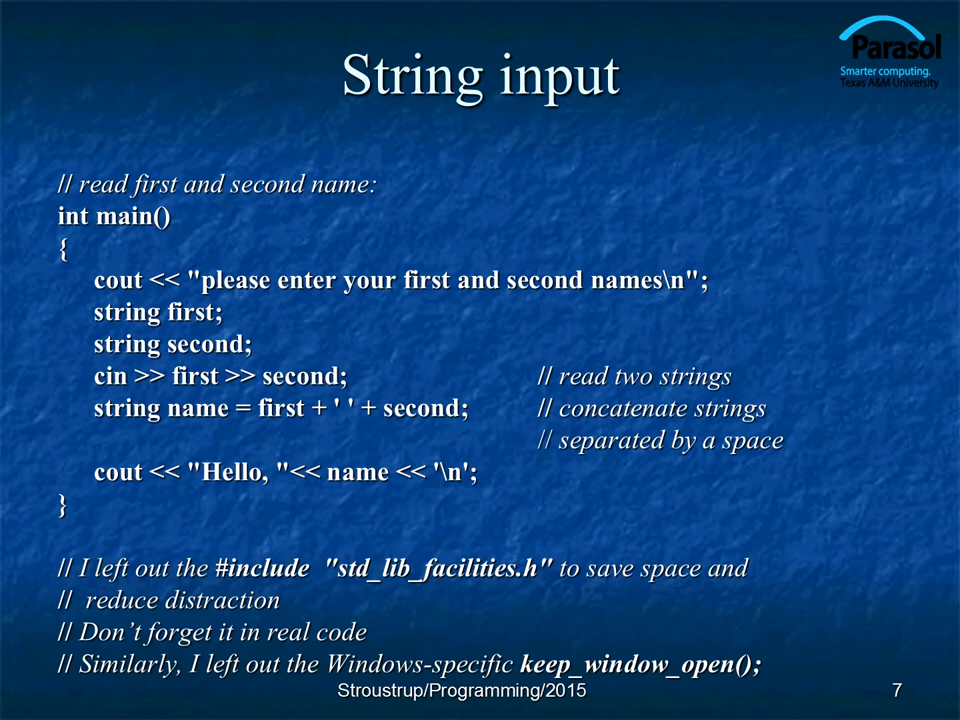 String input
Parasol
Smarter computing.
Texas A&M University
// read first and second name:
int main()
{
cout << "please enter your first and second names\n";
string first;
string second;
cin >> first >> second; // read two strings
string name = first + ' ' + second; // concatenate strings
// separated by a space
cout << "Hello, "<< name << '\n';
}
// I left out the #include "std_lib_facilities.h" to save space and
// reduce distraction
// Don’t forget it in real code
// Similarly, I left out the Windows-specific keep_window_open();
Stroustrup/Programming/2015 7